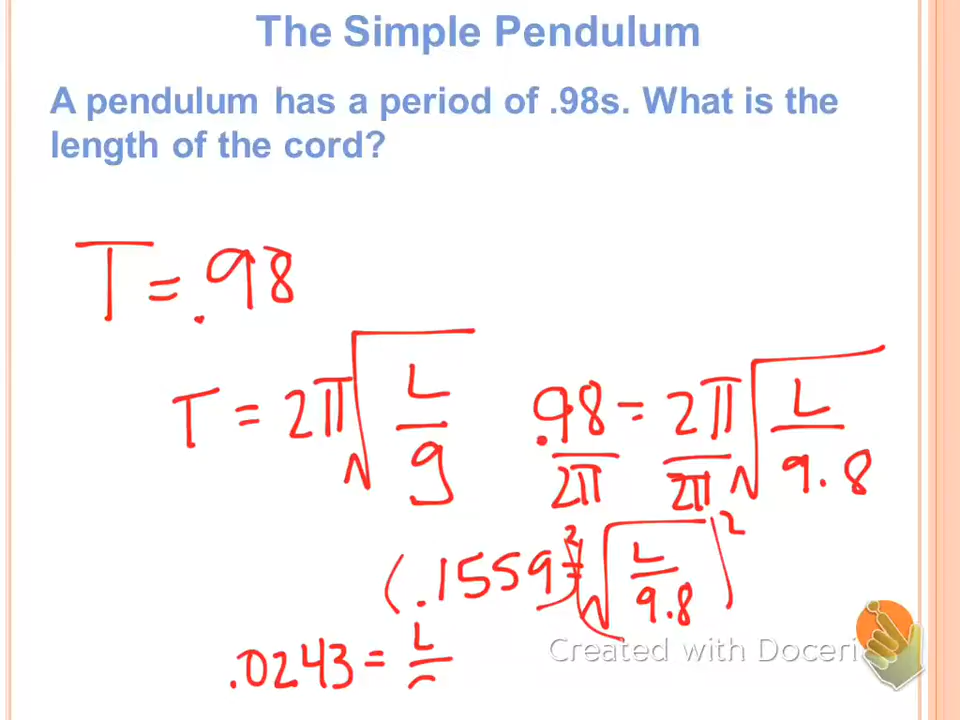 The Simple Pendulum
A pendulum has a period of .98s. What is the
length of the cord?
T = .98
T = 2π√(L/g)
.98/2π = 2π/2π √(L/9.8)
(.1559)² = (√(L/9.8))²
.0243 = L
Created with Doceri